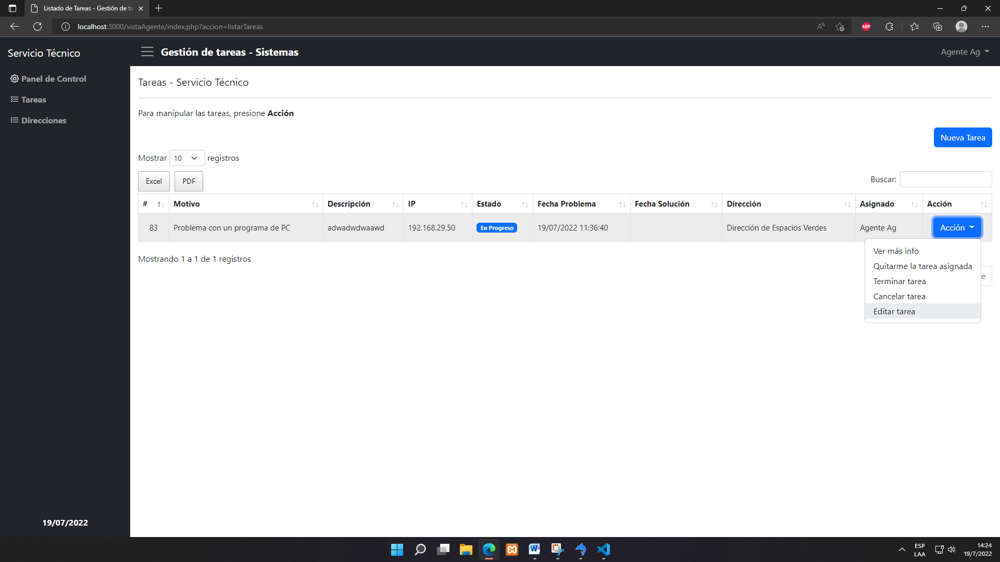 Listado de Tareas - Gestión de ta
localhost:3000/vistaAgente/index.php?accion=listarTareas
ABP
Servicio Técnico
Gestión de tareas - Sistemas
Agente Ag
Panel de Control
Tareas
Direcciones
Tareas - Servicio Técnico
Para manipular las tareas, presione Acción
Nueva Tarea
Mostrar 10 registros
Excel PDF
Buscar:
# Motivo Descripción IP Estado Fecha Problema Fecha Solución Dirección Asignado Acción
83 Problema con un programa de PC adwadwdwaawd 192.168.29.50 En Progreso 19/07/2022 11:36:40 Dirección de Espacios Verdes Agente Ag Acción
Mostrando 1 a 1 de 1 registros
Ver más info
Quitarme la tarea asignada
Terminar tarea
Cancelar tarea
Editar tarea
19/07/2022
ESP
LAA
14:24
19/7/2022